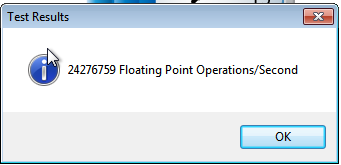 Test Results
24276759 Floating Point Operations/Second
OK